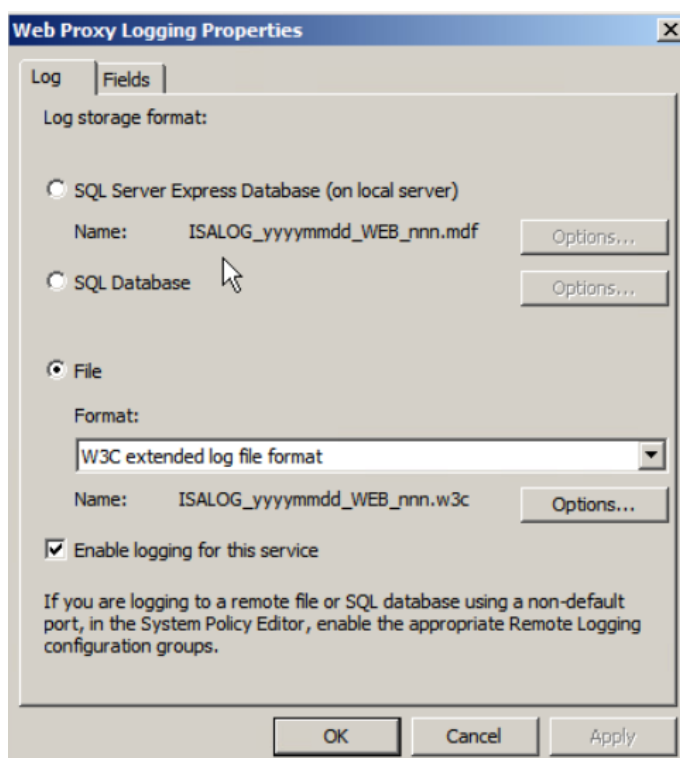 Web Proxy Logging Properties
Log
Fields
Log storage format:
SQL Server Express Database (on local server)
Name: ISALOG_yyyymmdd_WEB_nnn.mdf
Options...
SQL Database
Options...
File
Format:
W3C extended log file format
Name: ISALOG_yyyymmdd_WEB_nnn.w3c
Options...
Enable logging for this service
If you are logging to a remote file or SQL database using a non-default
port, in the System Policy Editor, enable the appropriate Remote Logging
configuration groups.
OK
Cancel
Apply